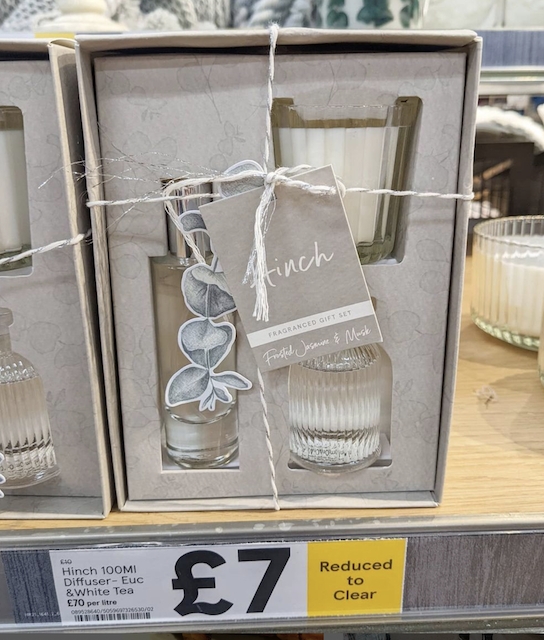 Hinch
FRAGRANCED GIFT SET
Frosted Jasmine & Musk
£10
Hinch 100Ml
Diffuser- Euc
&White Tea
£70 per litre
£7
Reduced
to
Clear